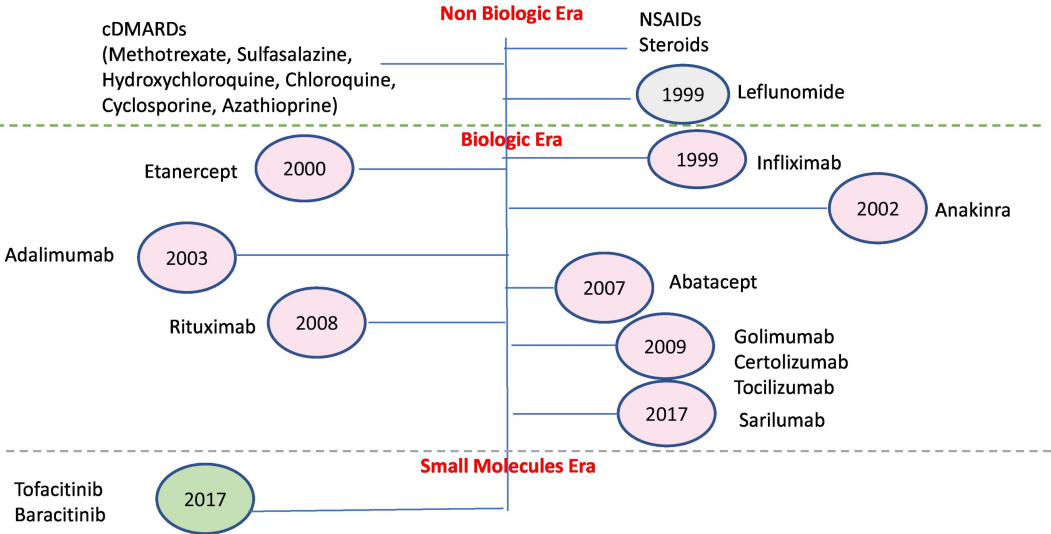 Non Biologic Era
cDMARDs
(Methotrexate, Sulfasalazine,
Hydroxychloroquine, Chloroquine,
Cyclosporine, Azathioprine)
NSAIDs
Steroids
1999
Leflunomide
Biologic Era
1999
Infliximab
Etanercept
2000
2002
Anakinra
Adalimumab
2003
2007
Abatacept
Rituximab
2008
2009
Golimumab
Certolizumab
Tocilizumab
2017
Sarilumab
Small Molecules Era
Tofacitinib
Baracitinib
2017